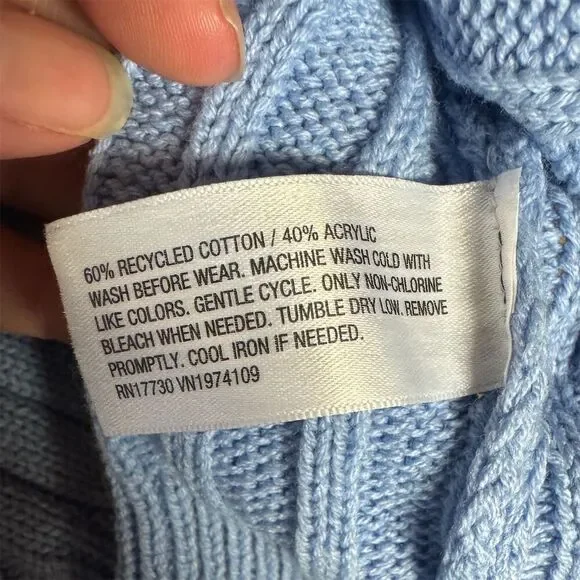 60% RECYCLED COTTON / 40% ACRYLIC
WASH BEFORE WEAR. MACHINE WASH COLD WITH
LIKE COLORS. GENTLE CYCLE. ONLY NON-CHLORINE
BLEACH WHEN NEEDED. TUMBLE DRY LOW. REMOVE
PROMPTLY. COOL IRON IF NEEDED.
RN17730 VN1974109